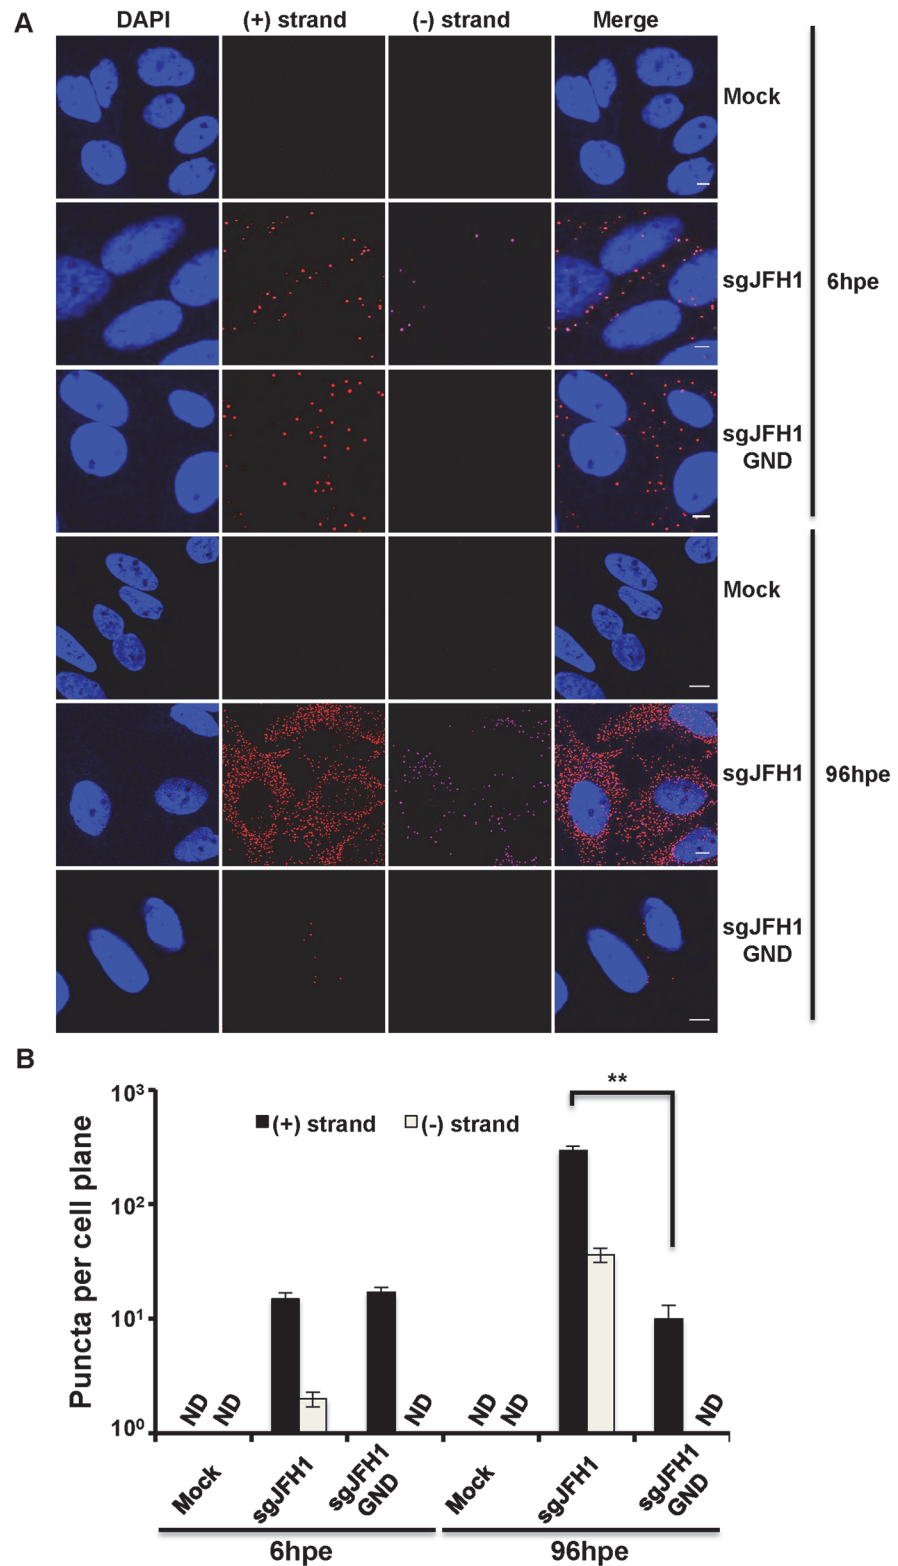 A
DAPI (+) strand (-) strand Merge
Mock
sgJFH1
6hpe
sgJFH1
GND
Mock
sgJFH1
96hpe
sgJFH1
GND
B
Puncta per cell plane
10³
10²
10¹
10⁰
(+) strand (-) strand
**
ND ND ND ND ND ND
Mock sgJFH1 sgJFH1 GND Mock sgJFH1 sgJFH1 GND
6hpe 96hpe